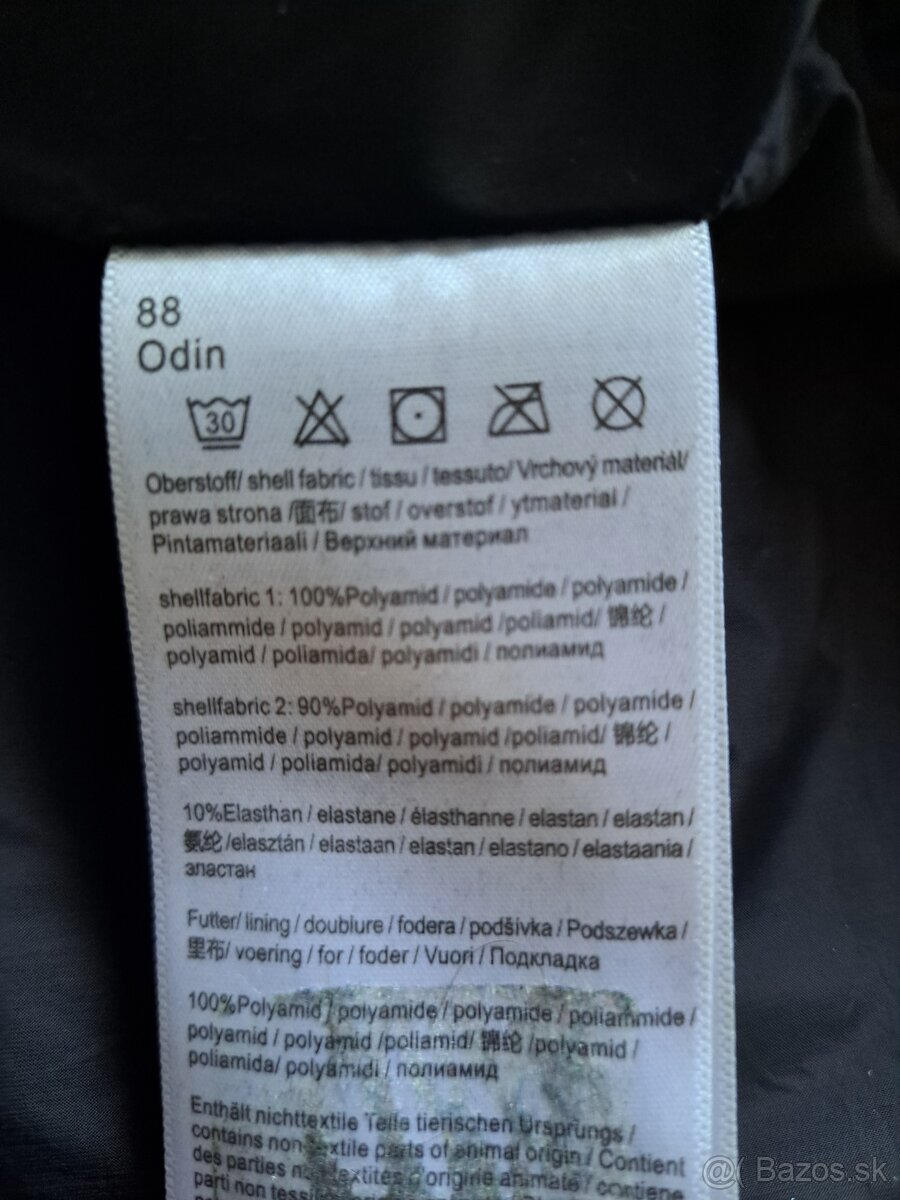 88
Odin
30
Oberstoff/ shell fabric / tissu / tessuto/ Vrchový materiál/
prawa strona /面布/ stof / overstof / ytmaterial /
Pintamateriaali / Верхний материал
shellfabric 1: 100%Polyamid / polyamide / polyamide /
poliammide / polyamid / polyamid /poliamid/ 锦纶 /
polyamid / poliamida/ polyamidi / полиамид
shellfabric 2: 90%Polyamid / polyamide / polyamide /
poliammide / polyamid / polyamid /poliamid/ 锦纶 /
polyamid / poliamida/ polyamidi / полиамид
10%Elasthan / elastane / élasthanne / elastan / elastan /
氨纶 /elasztán / elastaan / elastan / elastano / elastaania /
эластан
Futter/ lining / doublure / fodera / podšívka / Podszewka /
里布/ voering / for / foder / Vuori / Подкладка
100%Polyamid / polyamide / polyamide / poliammide /
polyamid / polyamid /poliamid/ 锦纶 /polyamid /
poliamida/ polyamidi / полиамид
Enthält nichttextile Teile tierischen Ursprungs /
contains non-textile parts of animal origin / Contient
des parties textiles d'origine animale / contiene
parti non
@( Bazos.sk